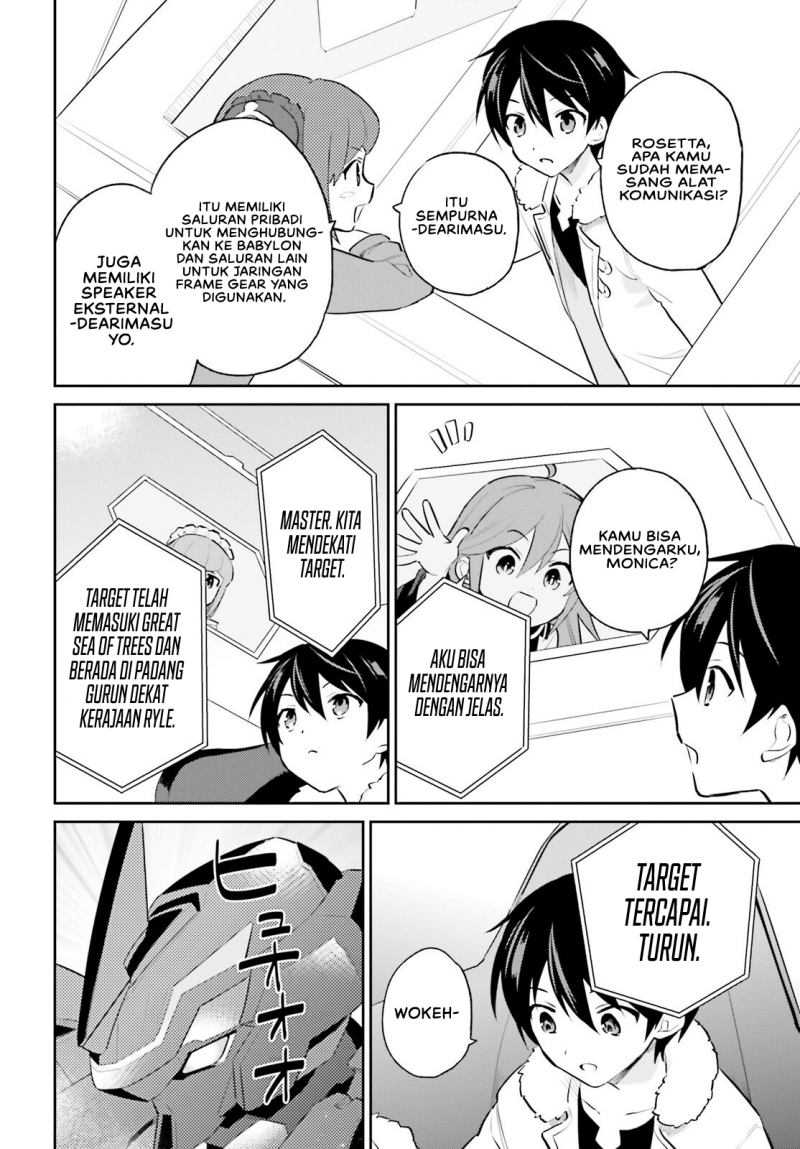 ROSETTA,
APA KAMU
SUDAH MEMA-
SANG ALAT
KOMUNIKASI?
ITU
SEMPURNA
-DEARIMASU.
ITU MEMILIKI
SALURAN PRIBADI
UNTUK MENGHUBUNG-
KAN KE BABYLON
DAN SALURAN LAIN
UNTUK JARINGAN
FRAME GEAR YANG
DIGUNAKAN.
JUGA
MEMILIKI
SPEAKER
EKSTERNAL
-DEARIMASU
YO.
KAMU BISA
MENDENGARKU,
MONICA?
AKU BISA
MENDENGARNYA
DENGAN JELAS.
MASTER. KITA
MENDEKATI
TARGET.
TARGET TELAH
MEMASUKI GREAT
SEA OF TREES DAN
BERADA DI PADANG
GURUN DEKAT
KERAJAAN RYLE.
TARGET
TERCAPAI.
TURUN.
WOKEH-
ヒュオオオ